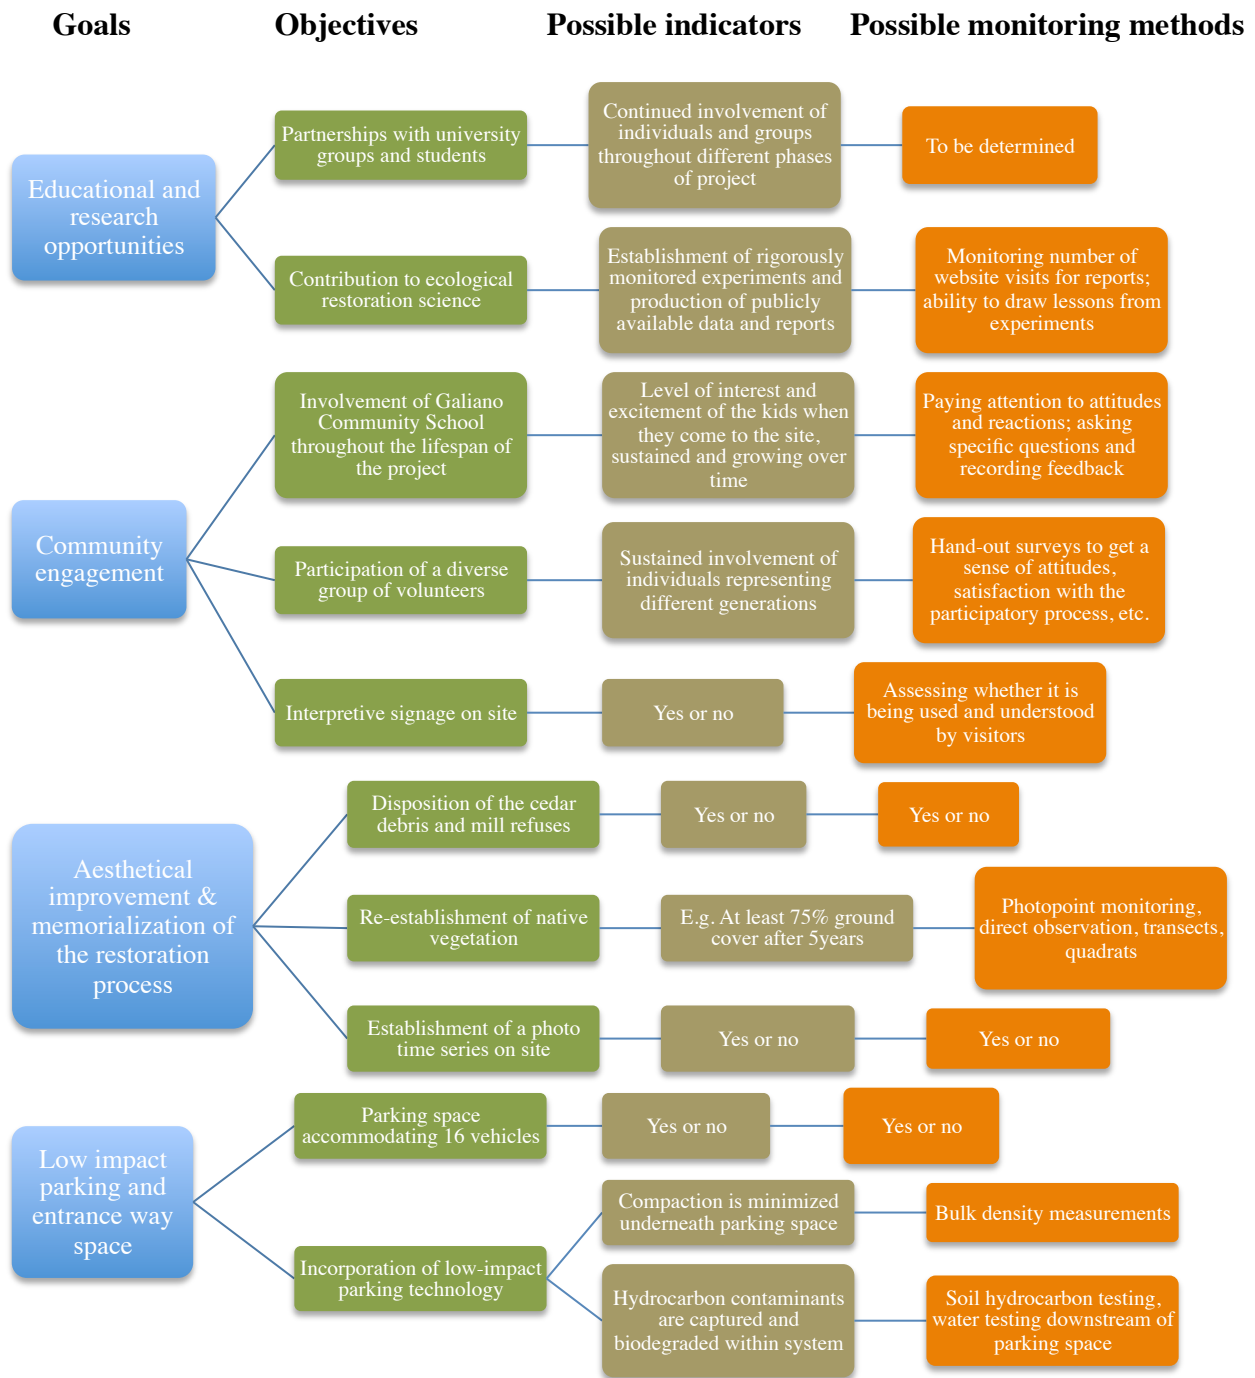 Goals
Objectives
Possible indicators
Possible monitoring methods
Educational and
research
opportunities
Partnerships with university
groups and students
Continued involvement of
individuals and groups
throughout different phases
of project
To be determined
Contribution to ecological
restoration science
Establishment of rigorously
monitored experiments and
production of publicly
available data and reports
Monitoring number of
website visits for reports;
ability to draw lessons from
experiments
Community
engagement
Involvement of Galiano
Community School
throughout the lifespan of
the project
Level of interest and
excitement of the kids when
they come to the site,
sustained and growing over
time
Paying attention to attitudes
and reactions; asking
specific questions and
recording feedback
Participation of a diverse
group of volunteers
Sustained involvement of
individuals representing
different generations
Hand-out surveys to get a
sense of attitudes,
satisfaction with the
participatory process, etc.
Interpretive signage on site
Yes or no
Assessing whether it is
being used and understood
by visitors
Aesthetical
improvement &
memorialization of
the restoration
process
Disposition of the cedar
debris and mill refuses
Yes or no
Yes or no
Re-establishment of native
vegetation
E.g. At least 75% ground
cover after 5years
Photopoint monitoring,
direct observation, transects,
quadrats
Establishment of a photo
time series on site
Yes or no
Yes or no
Low impact
parking and
entrance way
space
Parking space
accommodating 16 vehicles
Yes or no
Yes or no
Incorporation of low-impact
parking technology
Compaction is minimized
underneath parking space
Bulk density measurements
Hydrocarbon contaminants
are captured and
biodegraded within system
Soil hydrocarbon testing,
water testing downstream of
parking space